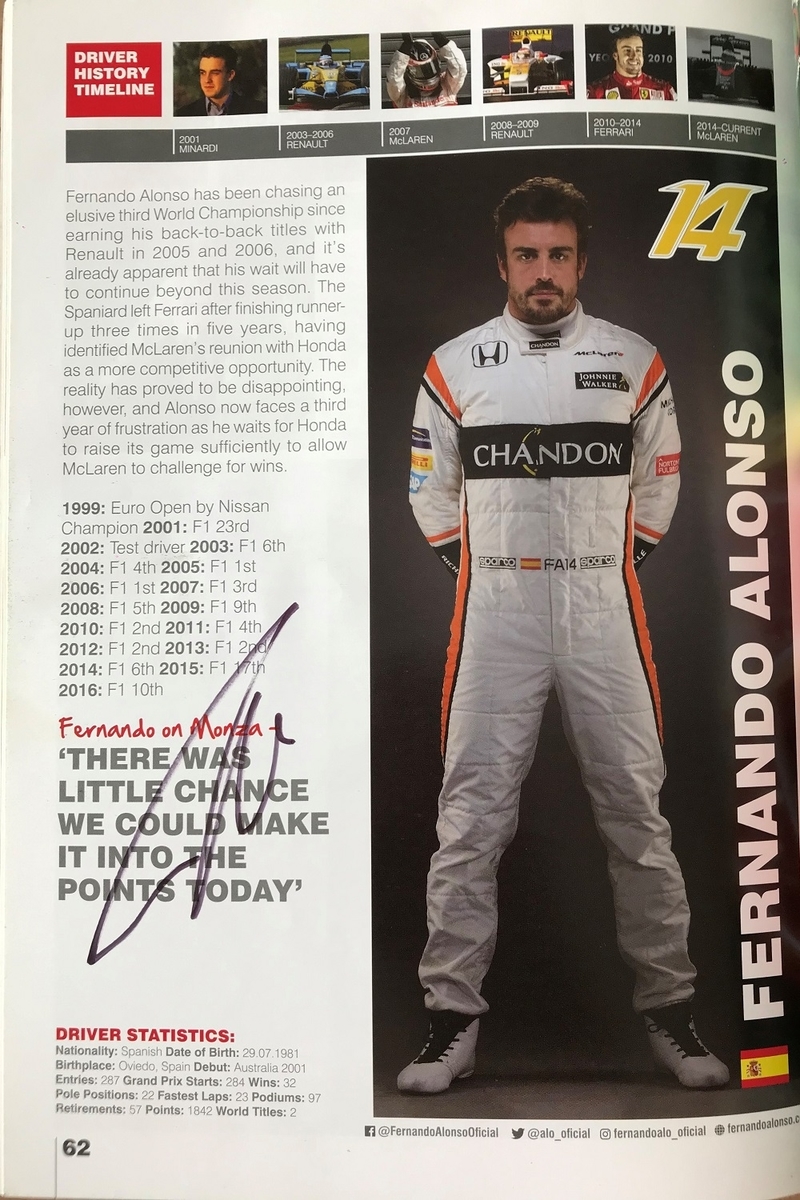 DRIVER
HISTORY
TIMELINE
2001
MINARDI
2003–2006
RENAULT
2007
McLAREN
2008–2009
RENAULT
2010–2014
FERRARI
2014–CURRENT
McLAREN
RENAULT
GRAND P
2010
Fernando Alonso has been chasing an
elusive third World Championship since
earning his back-to-back titles with
Renault in 2005 and 2006, and it's
already apparent that his wait will have
to continue beyond this season. The
Spaniard left Ferrari after finishing runner-
up three times in five years, having
identified McLaren's reunion with Honda
as a more competitive opportunity. The
reality has proved to be disappointing,
however, and Alonso now faces a third
year of frustration as he waits for Honda
to raise its game sufficiently to allow
McLaren to challenge for wins.
1999: Euro Open by Nissan
Champion 2001: F1 23rd
2002: Test driver 2003: F1 6th
2004: F1 4th 2005: F1 1st
2006: F1 1st 2007: F1 3rd
2008: F1 5th 2009: F1 9th
2010: F1 2nd 2011: F1 4th
2012: F1 2nd 2013: F1 2nd
2014: F1 6th 2015: F1 17th
2016: F1 10th
Fernando on Monza -
‘THERE WAS
LITTLE CHANCE
WE COULD MAKE
IT INTO THE
POINTS TODAY’
DRIVER STATISTICS:
Nationality: Spanish Date of Birth: 29.07.1981
Birthplace: Oviedo, Spain Debut: Australia 2001
Entries: 287 Grand Prix Starts: 284 Wins: 32
Pole Positions: 22 Fastest Laps: 23 Podiums: 97
Retirements: 57 Points: 1842 World Titles: 2
62
14
CHANDON
McLaren
JOHNNIE
WALKER
CHANDON
SAP
sparco FA14 sparco
FERNANDO ALONSO
@FernandoAlonsoOfficial @alo_oficial fernandoalo_oficial fernandoalonso.c